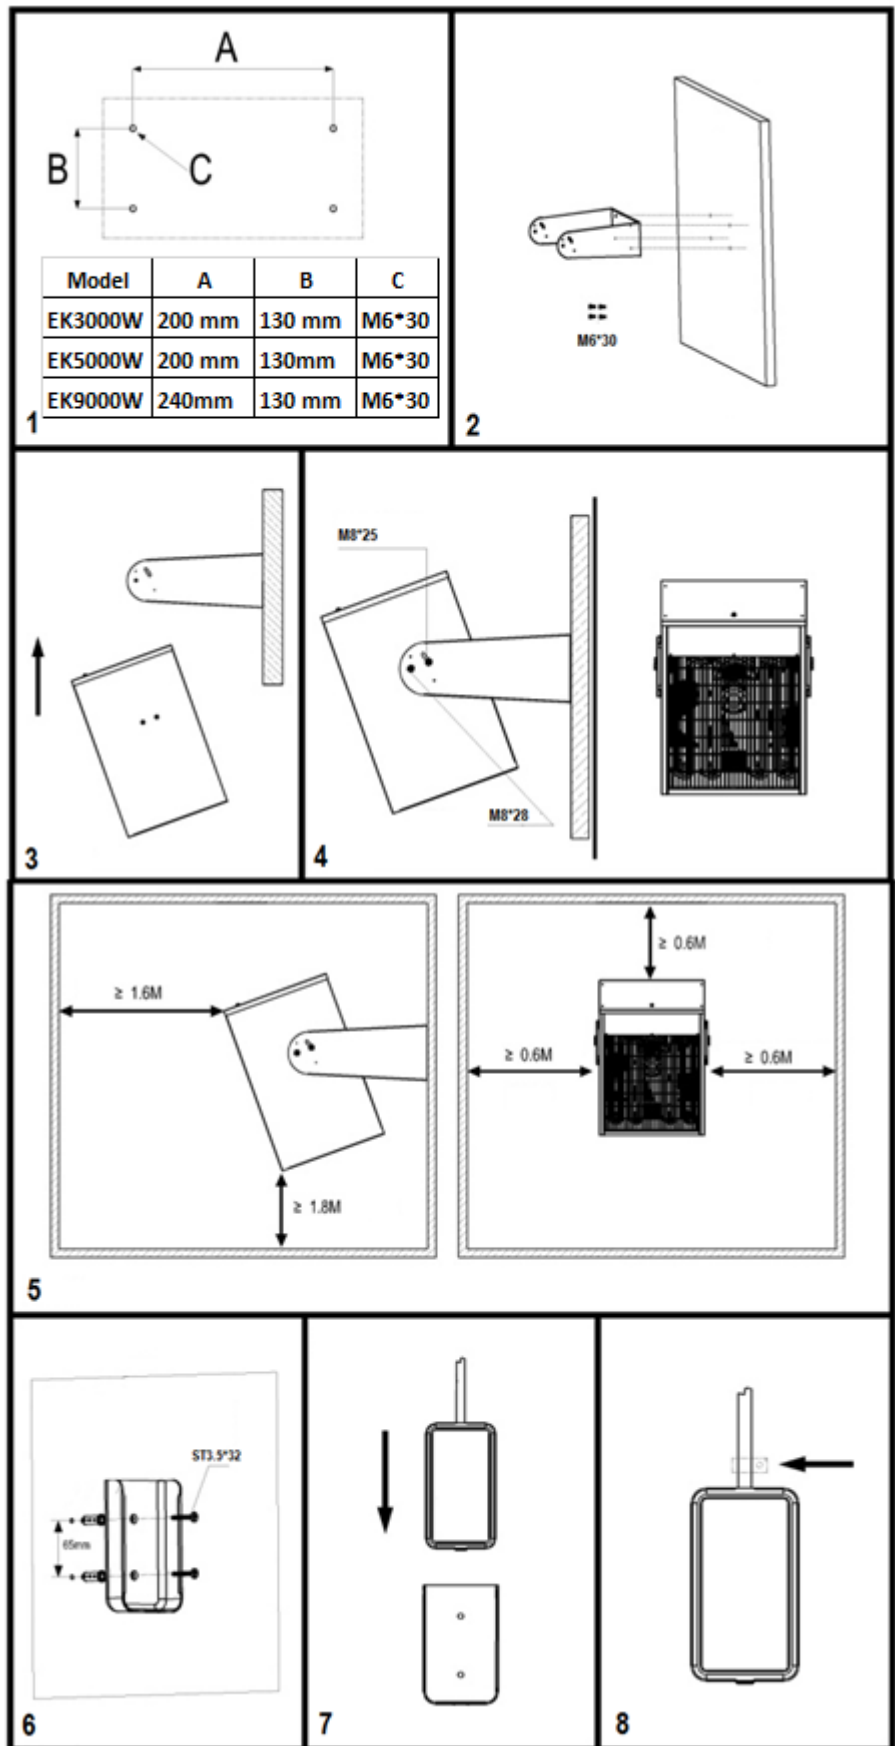 A
B
C
Model A B C
EK3000W 200 mm 130 mm M6*30
EK5000W 200 mm 130mm M6*30
EK9000W 240mm 130 mm M6*30
1
M6*30
2
3
M8*25
M8*28
4
≥ 1.6M
≥ 1.8M
≥ 0.6M
≥ 0.6M
≥ 0.6M
5
ST3.5*32
65mm
6
7
8